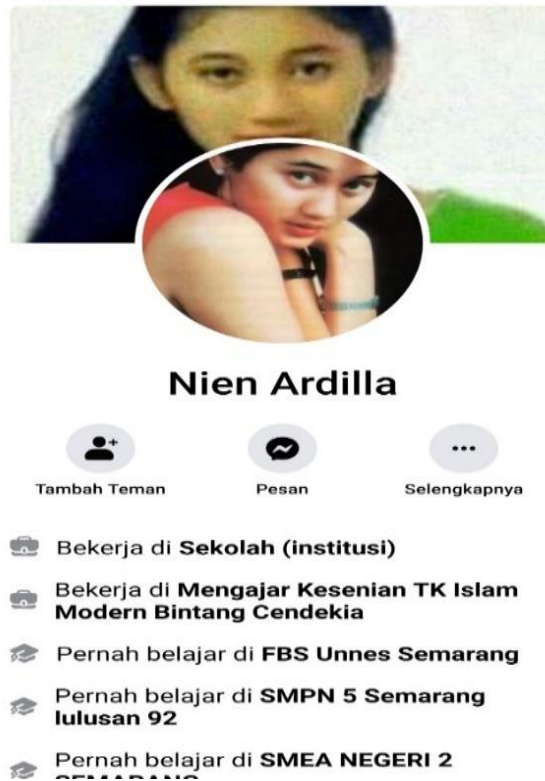 Nien Ardilla
Tambah Teman Pesan Selengkapnya
Bekerja di Sekolah (institusi)
Bekerja di Mengajar Kesenian TK Islam
Modern Bintang Cendekia
Pernah belajar di FBS Unnes Semarang
Pernah belajar di SMPN 5 Semarang
lulusan 92
Pernah belajar di SMEA NEGERI 2
SEMARANG